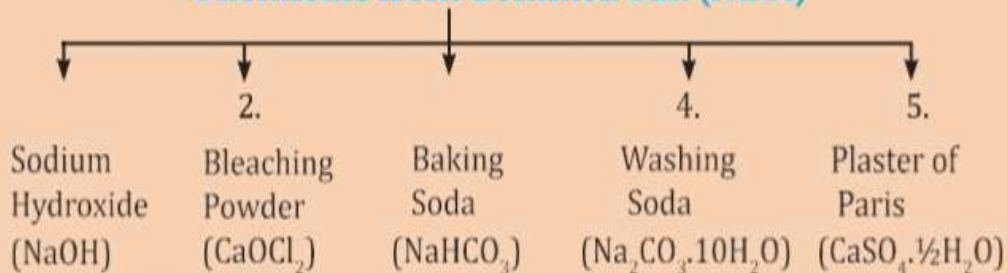 2. 4. 5.
Sodium Hydroxide (NaOH)
Bleaching Powder (CaOCl₂)
Baking Soda (NaHCO₃)
Washing Soda (Na₂CO₃.10H₂O)
Plaster of Paris (CaSO₄.½H₂O)